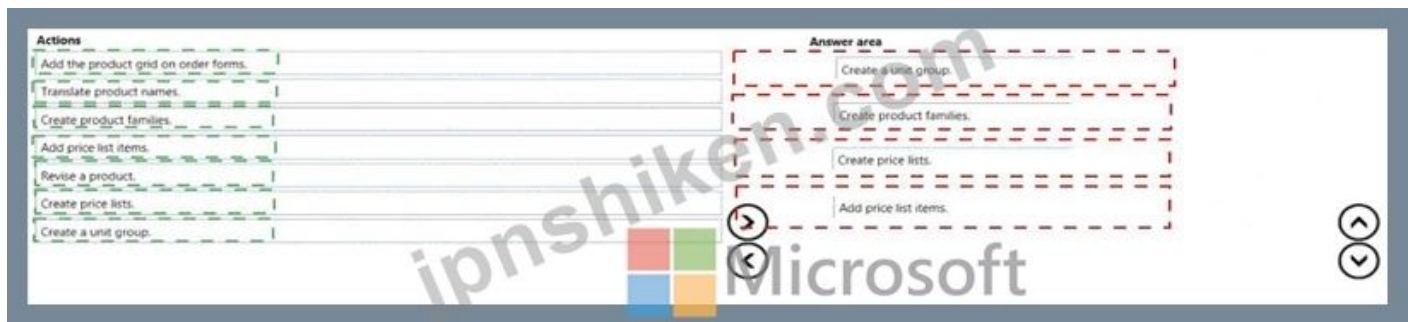 Actions
Add the product grid on order forms.
Translate product names.
Create product families.
Add price list items.
Revise a product.
Create price lists.
Create a unit group.
Answer area
Create a unit group.
Create product families.
Create price lists.
Add price list items.
jpnshiken.com
Microsoft